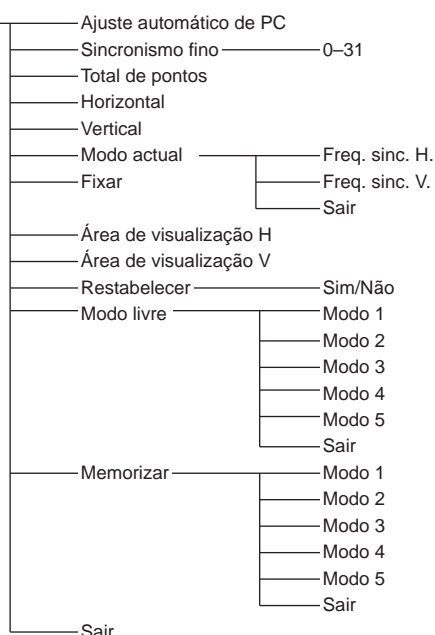 Ajuste automático de PC
Sincronismo fino 0–31
Total de pontos
Horizontal
Vertical
Modo actual Freq. sinc. H.
Fixar Freq. sinc. V.
Sair
Área de visualização H
Área de visualização V
Restabelecer Sim/Não
Modo livre Modo 1
Modo 2
Modo 3
Modo 4
Modo 5
Sair
Memorizar Modo 1
Modo 2
Modo 3
Modo 4
Modo 5
Sair
Sair